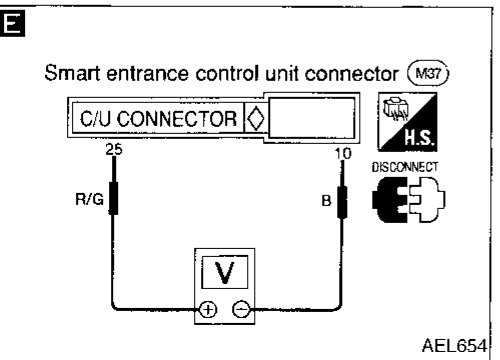 E
Smart entrance control unit connector M37
C/U CONNECTOR
H.S.
25
10
DISCONNECT
R/G
B
V
+ −
AEL654